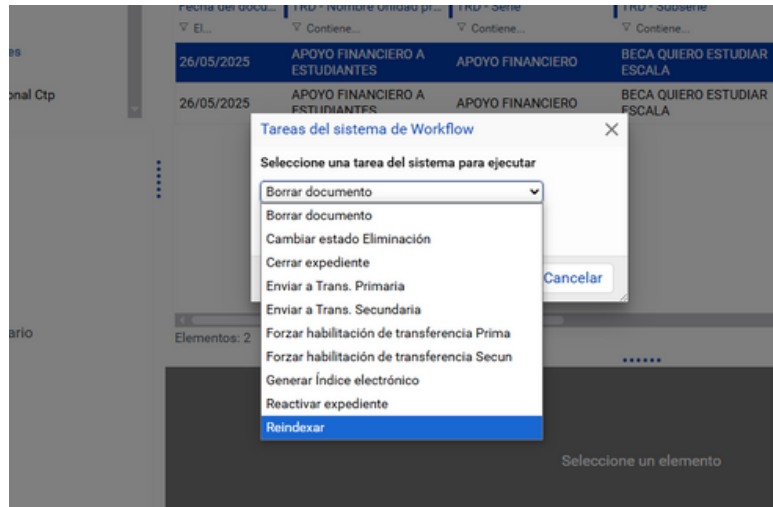 Fecha del docu... TRD - Nombre Unidad pr... TRD - Serie TRD - Subserie
El... Contiene... Contiene... Contiene...
es
26/05/2025 APOYO FINANCIERO A ESTUDIANTES APOYO FINANCIERO BECA QUIERO ESTUDIAR ESCALA
onal Ctp
26/05/2025 APOYO FINANCIERO A ESTUDIANTES APOYO FINANCIERO BECA QUIERO ESTUDIAR ESCALA
Tareas del sistema de Workflow
Seleccione una tarea del sistema para ejecutar
Borrar documento
Borrar documento
Cambiar estado Eliminación
Cerrar expediente
Cancelar
Enviar a Trans. Primaria
Enviar a Trans. Secundaria
ario
Elementos: 2
Forzar habilitación de transferencia Prima
Forzar habilitación de transferencia Secun
Generar Índice electrónico
Reactivar expediente
Reindexar
Seleccione un elemento